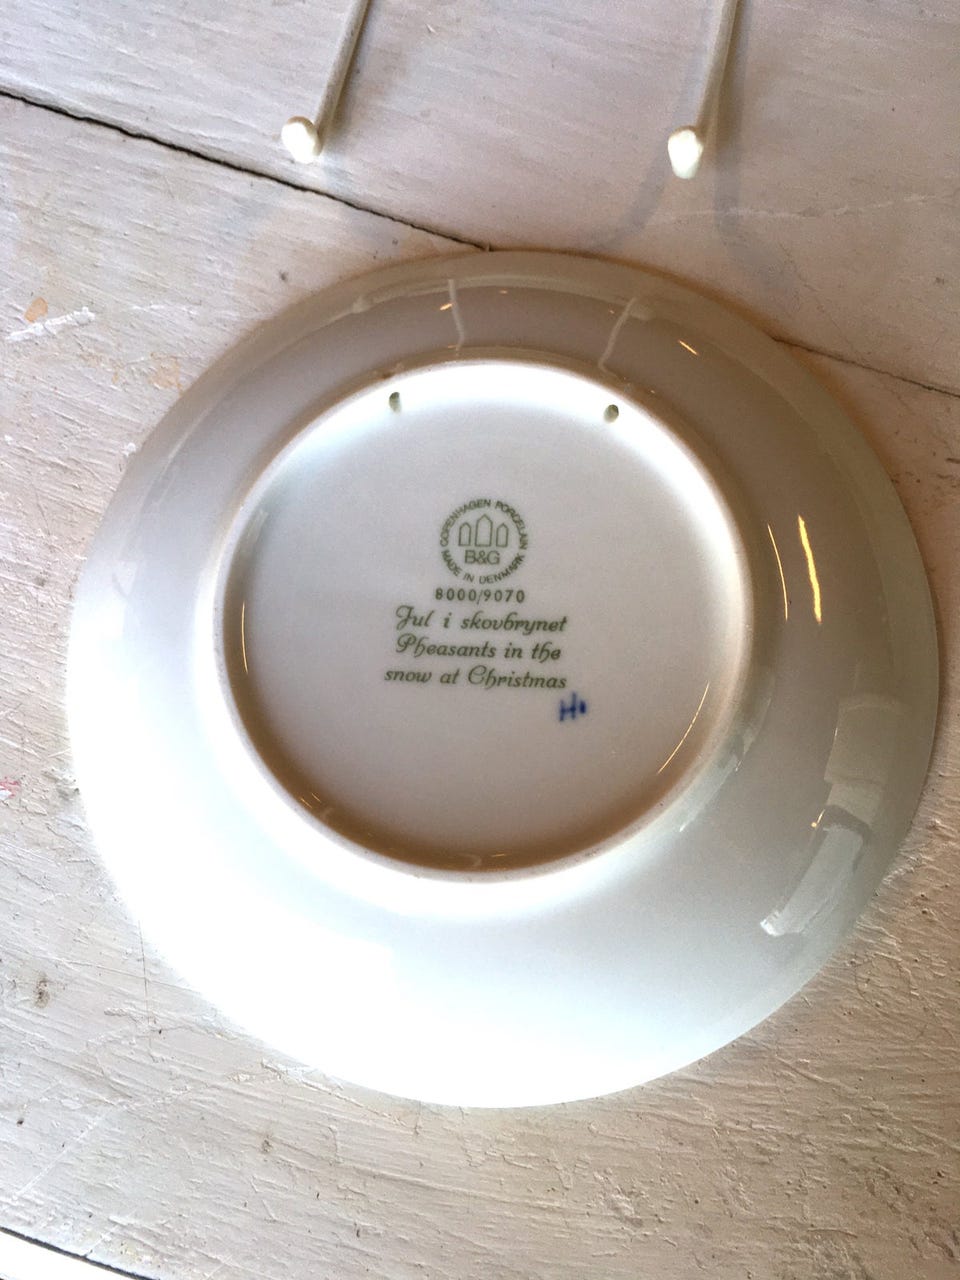 COPENHAGEN PORCELAIN
B&G
MADE IN DENMARK
8000/9070
Jul i skovbrynet
Pheasants in the
snow at Christmas